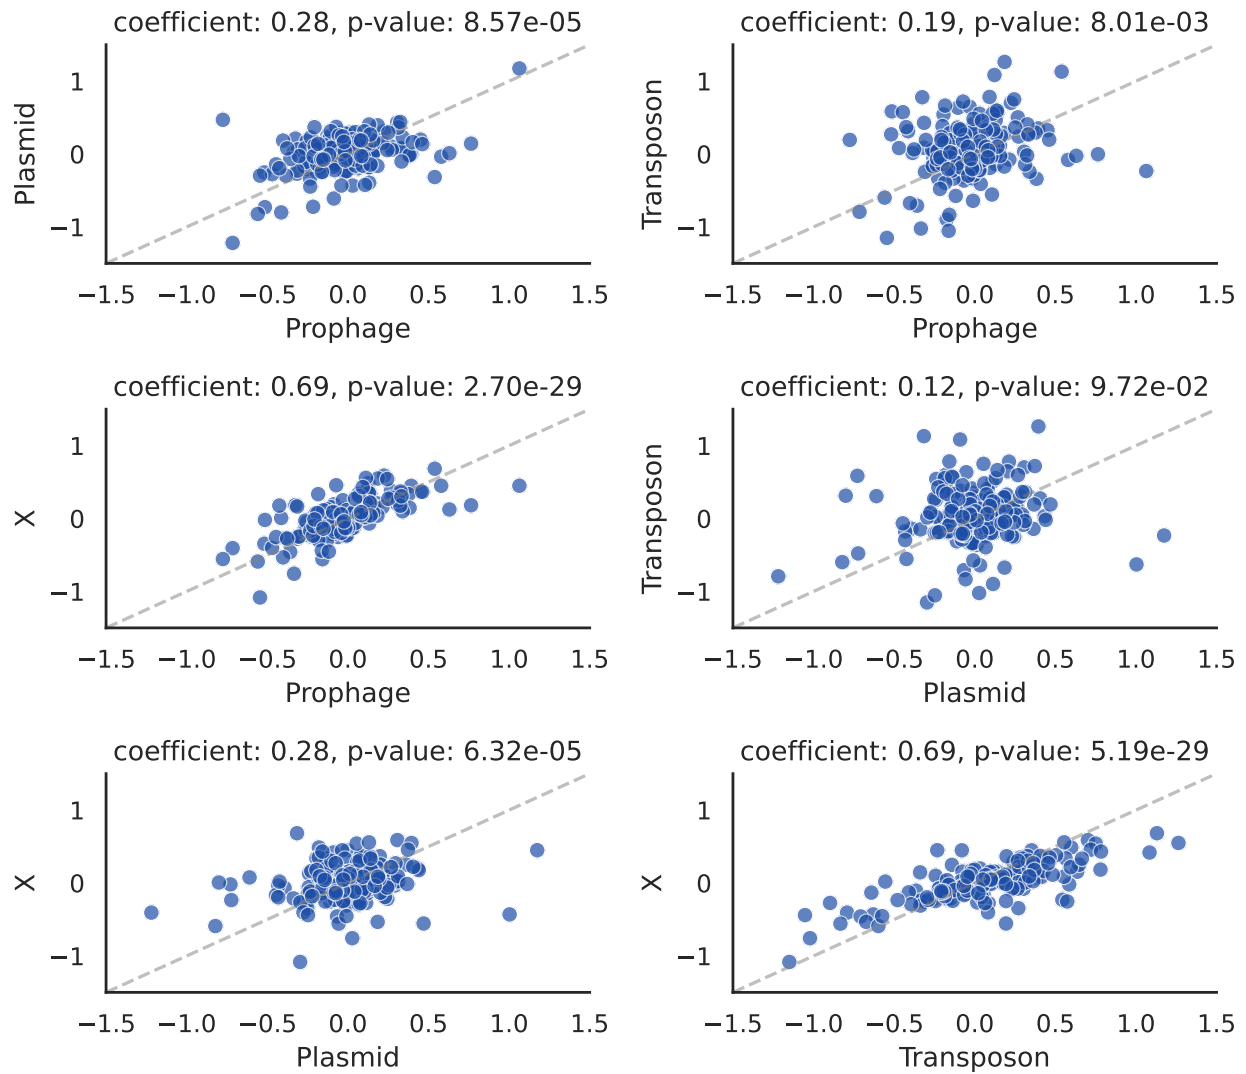 coefficient: 0.28, p-value: 8.57e-05
1
0
−1
Plasmid
−1.5 −1.0 −0.5 0.0 0.5 1.0 1.5
Prophage
coefficient: 0.19, p-value: 8.01e-03
1
0
−1
Transposon
−1.5 −1.0 −0.5 0.0 0.5 1.0 1.5
Prophage
coefficient: 0.69, p-value: 2.70e-29
1
0
−1
X
−1.5 −1.0 −0.5 0.0 0.5 1.0 1.5
Prophage
coefficient: 0.12, p-value: 9.72e-02
1
0
−1
Transposon
−1.5 −1.0 −0.5 0.0 0.5 1.0 1.5
Plasmid
coefficient: 0.28, p-value: 6.32e-05
1
0
−1
X
−1.5 −1.0 −0.5 0.0 0.5 1.0 1.5
Plasmid
coefficient: 0.69, p-value: 5.19e-29
1
0
−1
X
−1.5 −1.0 −0.5 0.0 0.5 1.0 1.5
Transposon